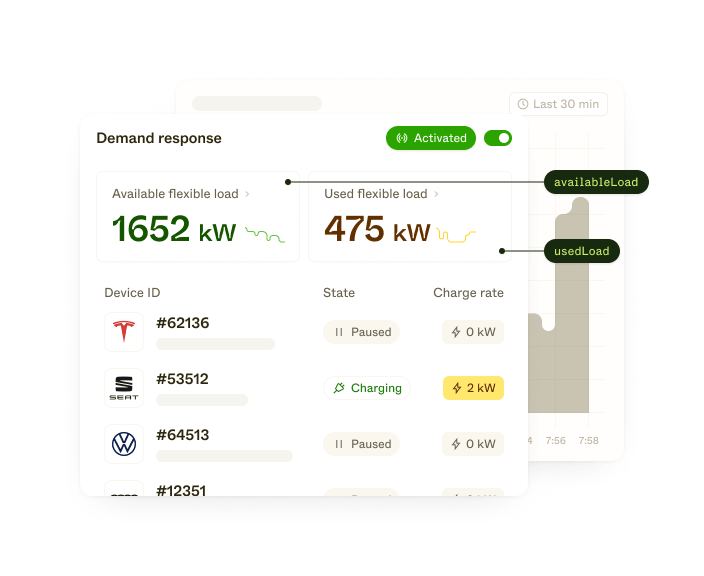 Last 30 min
Demand response
Activated
availableLoad
Available flexible load
Used flexible load
1652 kW
475 kW
usedLoad
Device ID State Charge rate
#62136
Paused 0 kW
#53512
SEAT
Charging 2 kW
#64513
Paused 0 kW
7:56 7:58
#12351